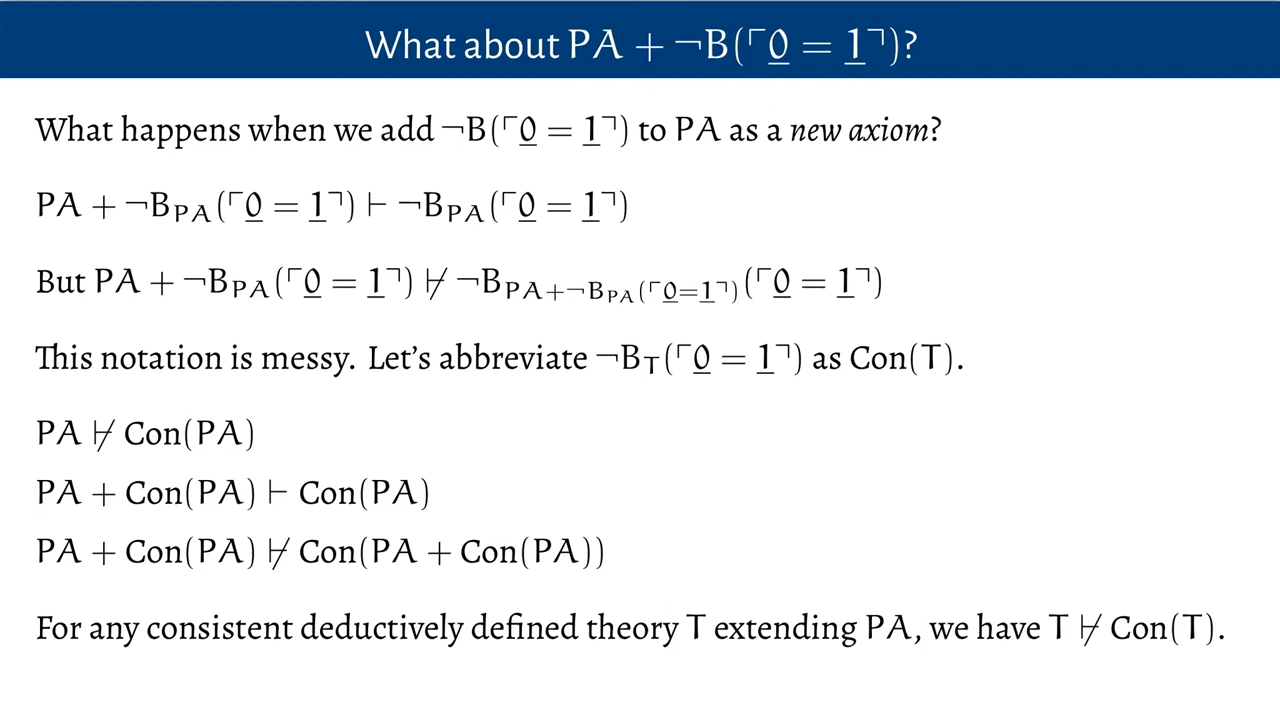 What about PA + ¬B(⌜0̲ = 1̲⌝)?
What happens when we add ¬B(⌜0̲ = 1̲⌝) to PA as a new axiom?
PA + ¬B_PA(⌜0̲ = 1̲⌝) ⊢ ¬B_PA(⌜0̲ = 1̲⌝)
But PA + ¬B_PA(⌜0̲ = 1̲⌝) ⊬ ¬B_PA+¬B_PA(⌜0̲=1̲⌝)(⌜0̲ = 1̲⌝)
This notation is messy. Let’s abbreviate ¬B_T(⌜0̲ = 1̲⌝) as Con(T).
PA ⊬ Con(PA)
PA + Con(PA) ⊢ Con(PA)
PA + Con(PA) ⊬ Con(PA + Con(PA))
For any consistent deductively defined theory T extending PA, we have T ⊬ Con(T).